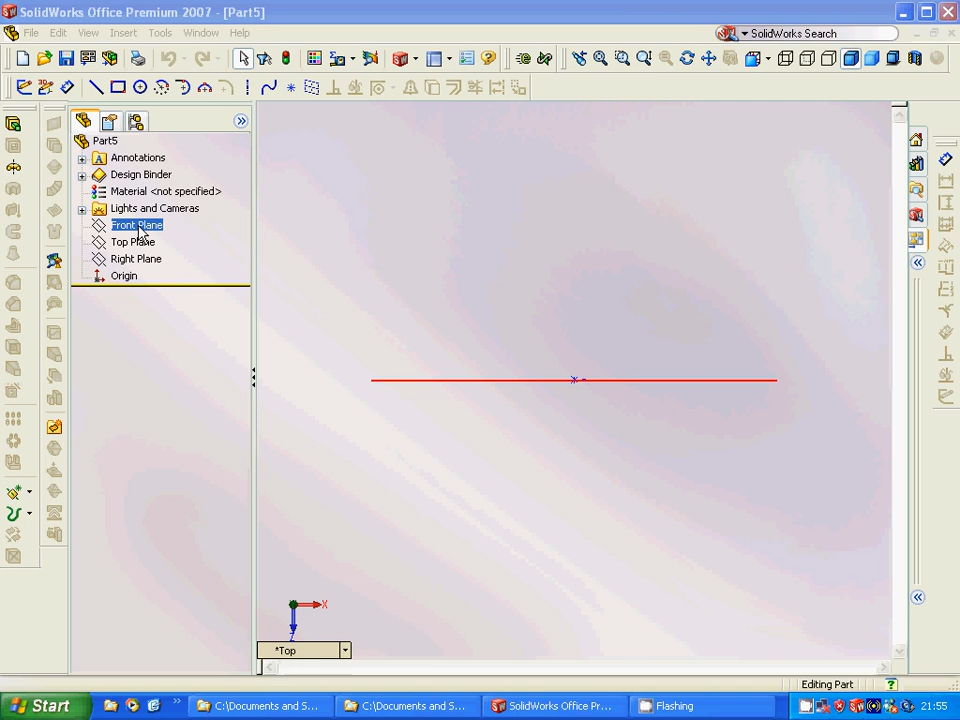 SolidWorks Office Premium 2007 - [Part5]
File Edit View Insert Tools Window Help
SolidWorks Search
Part5
Annotations
Design Binder
Material <not specified>
Lights and Cameras
Front Plane
Top Plane
Right Plane
Origin
X
Z
*Top
Editing Part
Start
C:\Documents and S...
C:\Documents and S...
SolidWorks Office Pr...
Flashing
21:55